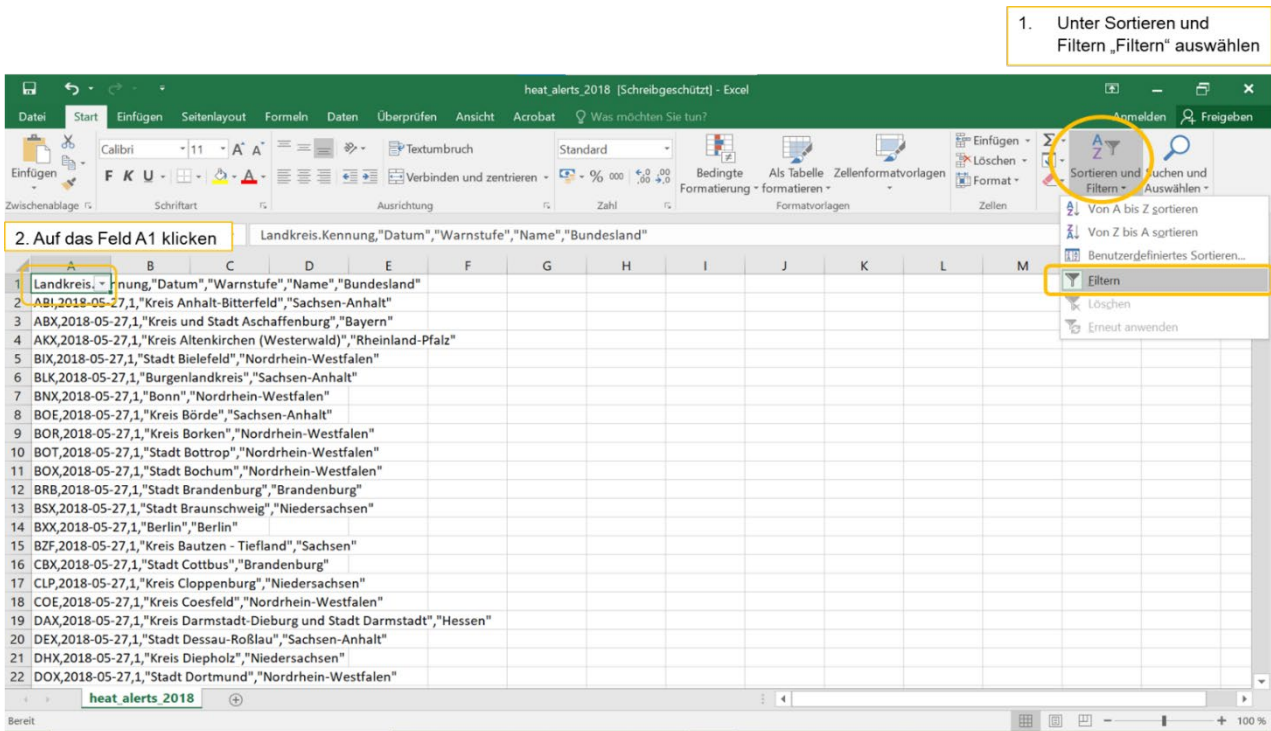 1. Unter Sortieren und
Filtern „Filtern“ auswählen
heat_alerts_2018 [Schreibgeschützt] - Excel
Datei Start Einfügen Seitenlayout Formeln Daten Überprüfen Ansicht Acrobat Was möchten Sie tun? Anmelden Freigeben
Einfügen
Calibri 11
F K U
Textumbruch
Verbinden und zentrieren
Standard
% 000
Bedingte
Formatierung
Als Tabelle
formatieren
Zellenformatvorlagen
Einfügen
Löschen
Format
Sortieren und
Filtern
Suchen und
Auswählen
Zwischenablage Schriftart Ausrichtung Zahl Formatvorlagen Zellen
Von A bis Z sortieren
Von Z bis A sortieren
Benutzerdefiniertes Sortieren...
Filtern
Löschen
Erneut anwenden
2. Auf das Feld A1 klicken
Landkreis.Kennung,"Datum","Warnstufe","Name","Bundesland"
A B C D E F G H I J K L M
1 Landkreis. nnung,"Datum","Warnstufe","Name","Bundesland"
2 ABI,2018-05-27,1,"Kreis Anhalt-Bitterfeld","Sachsen-Anhalt"
3 ABX,2018-05-27,1,"Kreis und Stadt Aschaffenburg","Bayern"
4 AKX,2018-05-27,1,"Kreis Altenkirchen (Westerwald)","Rheinland-Pfalz"
5 BIX,2018-05-27,1,"Stadt Bielefeld","Nordrhein-Westfalen"
6 BLK,2018-05-27,1,"Burgenlandkreis","Sachsen-Anhalt"
7 BNX,2018-05-27,1,"Bonn","Nordrhein-Westfalen"
8 BOE,2018-05-27,1,"Kreis Börde","Sachsen-Anhalt"
9 BOR,2018-05-27,1,"Kreis Borken","Nordrhein-Westfalen"
10 BOT,2018-05-27,1,"Stadt Bottrop","Nordrhein-Westfalen"
11 BOX,2018-05-27,1,"Stadt Bochum","Nordrhein-Westfalen"
12 BRB,2018-05-27,1,"Stadt Brandenburg","Brandenburg"
13 BSX,2018-05-27,1,"Stadt Braunschweig","Niedersachsen"
14 BXX,2018-05-27,1,"Berlin","Berlin"
15 BZF,2018-05-27,1,"Kreis Bautzen - Tiefland","Sachsen"
16 CBX,2018-05-27,1,"Stadt Cottbus","Brandenburg"
17 CLP,2018-05-27,1,"Kreis Cloppenburg","Niedersachsen"
18 COE,2018-05-27,1,"Kreis Coesfeld","Nordrhein-Westfalen"
19 DAX,2018-05-27,1,"Kreis Darmstadt-Dieburg und Stadt Darmstadt","Hessen"
20 DEX,2018-05-27,1,"Stadt Dessau-Roßlau","Sachsen-Anhalt"
21 DHX,2018-05-27,1,"Kreis Diepholz","Niedersachsen"
22 DOX,2018-05-27,1,"Stadt Dortmund","Nordrhein-Westfalen"
heat_alerts_2018
Bereit
100 %